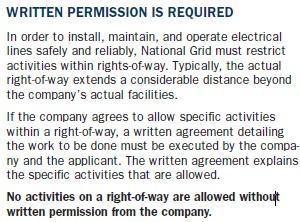 WRITTEN PERMISSION IS REQUIRED
In order to install, maintain, and operate electrical
lines safely and reliably, National Grid must restrict
activities within rights-of-way. Typically, the actual
right-of-way extends a considerable distance beyond
the company's actual facilities.
If the company agrees to allow specific activities
within a right-of-way, a written agreement detailing
the work to be done must be executed by the compa-
ny and the applicant. The written agreement explains
the specific activities that are allowed.
No activities on a right-of-way are allowed without
written permission from the company.